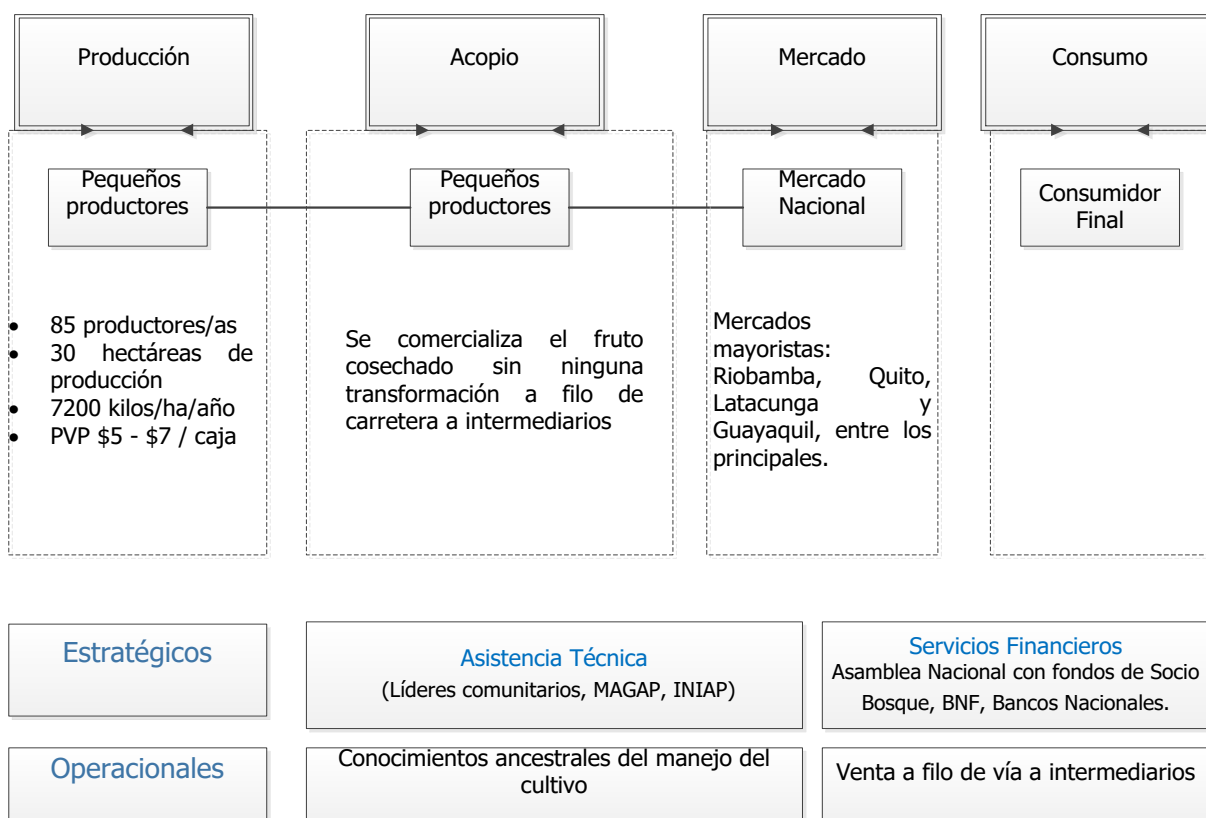 Producción
Acopio
Mercado
Consumo
Pequeños
productores
Pequeños
productores
Mercado
Nacional
Consumidor
Final
• 85 productores/as
• 30 hectáreas de
producción
• 7200 kilos/ha/año
• PVP $5 - $7 / caja
Se comercializa el fruto
cosechado sin ninguna
transformación a filo de
carretera a intermediarios
Mercados
mayoristas:
Riobamba, Quito,
Latacunga y
Guayaquil, entre los
principales.
Estratégicos
Asistencia Técnica
(Líderes comunitarios, MAGAP, INIAP)
Servicios Financieros
Asamblea Nacional con fondos de Socio
Bosque, BNF, Bancos Nacionales.
Operacionales
Conocimientos ancestrales del manejo del
cultivo
Venta a filo de vía a intermediarios